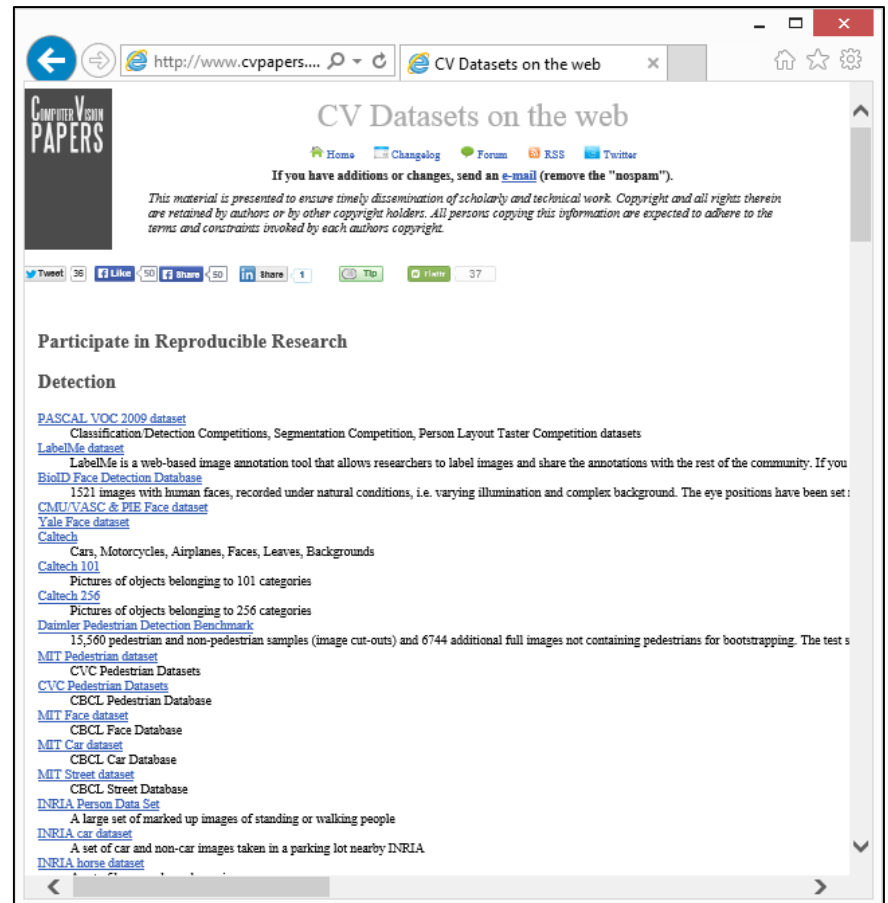 http://www.cvpapers....
CV Datasets on the web
COMPUTER VISION
PAPERS
CV Datasets on the web
Home Changelog Forum RSS Twitter
If you have additions or changes, send an e-mail (remove the "nospam").
This material is presented to ensure timely dissemination of scholarly and technical work. Copyright and all rights therein
are retained by authors or by other copyright holders. All persons copying this information are expected to adhere to the
terms and constraints invoked by each authors copyright.
Tweet 36 Like 50 Share 50 in Share 1 Tip 37
Participate in Reproducible Research
Detection
PASCAL VOC 2009 dataset
Classification/Detection Competitions, Segmentation Competition, Person Layout Taster Competition datasets
LabelMe dataset
LabelMe is a web-based image annotation tool that allows researchers to label images and share the annotations with the rest of the community. If you
BioID Face Detection Database
1521 images with human faces, recorded under natural conditions, i.e. varying illumination and complex background. The eye positions have been set
CMU/VASC & PIE Face dataset
Yale Face dataset
Caltech
Cars, Motorcycles, Airplanes, Faces, Leaves, Backgrounds
Caltech 101
Pictures of objects belonging to 101 categories
Caltech 256
Pictures of objects belonging to 256 categories
Daimler Pedestrian Detection Benchmark
15,560 pedestrian and non-pedestrian samples (image cut-outs) and 6744 additional full images not containing pedestrians for bootstrapping. The test s
MIT Pedestrian dataset
CVC Pedestrian Datasets
CVC Pedestrian Datasets
CBCL Pedestrian Database
MIT Face dataset
CBCL Face Database
MIT Car dataset
CBCL Car Database
MIT Street dataset
CBCL Street Database
INRIA Person Data Set
A large set of marked up images of standing or walking people
INRIA car dataset
A set of car and non-car images taken in a parking lot nearby INRIA
INRIA horse dataset